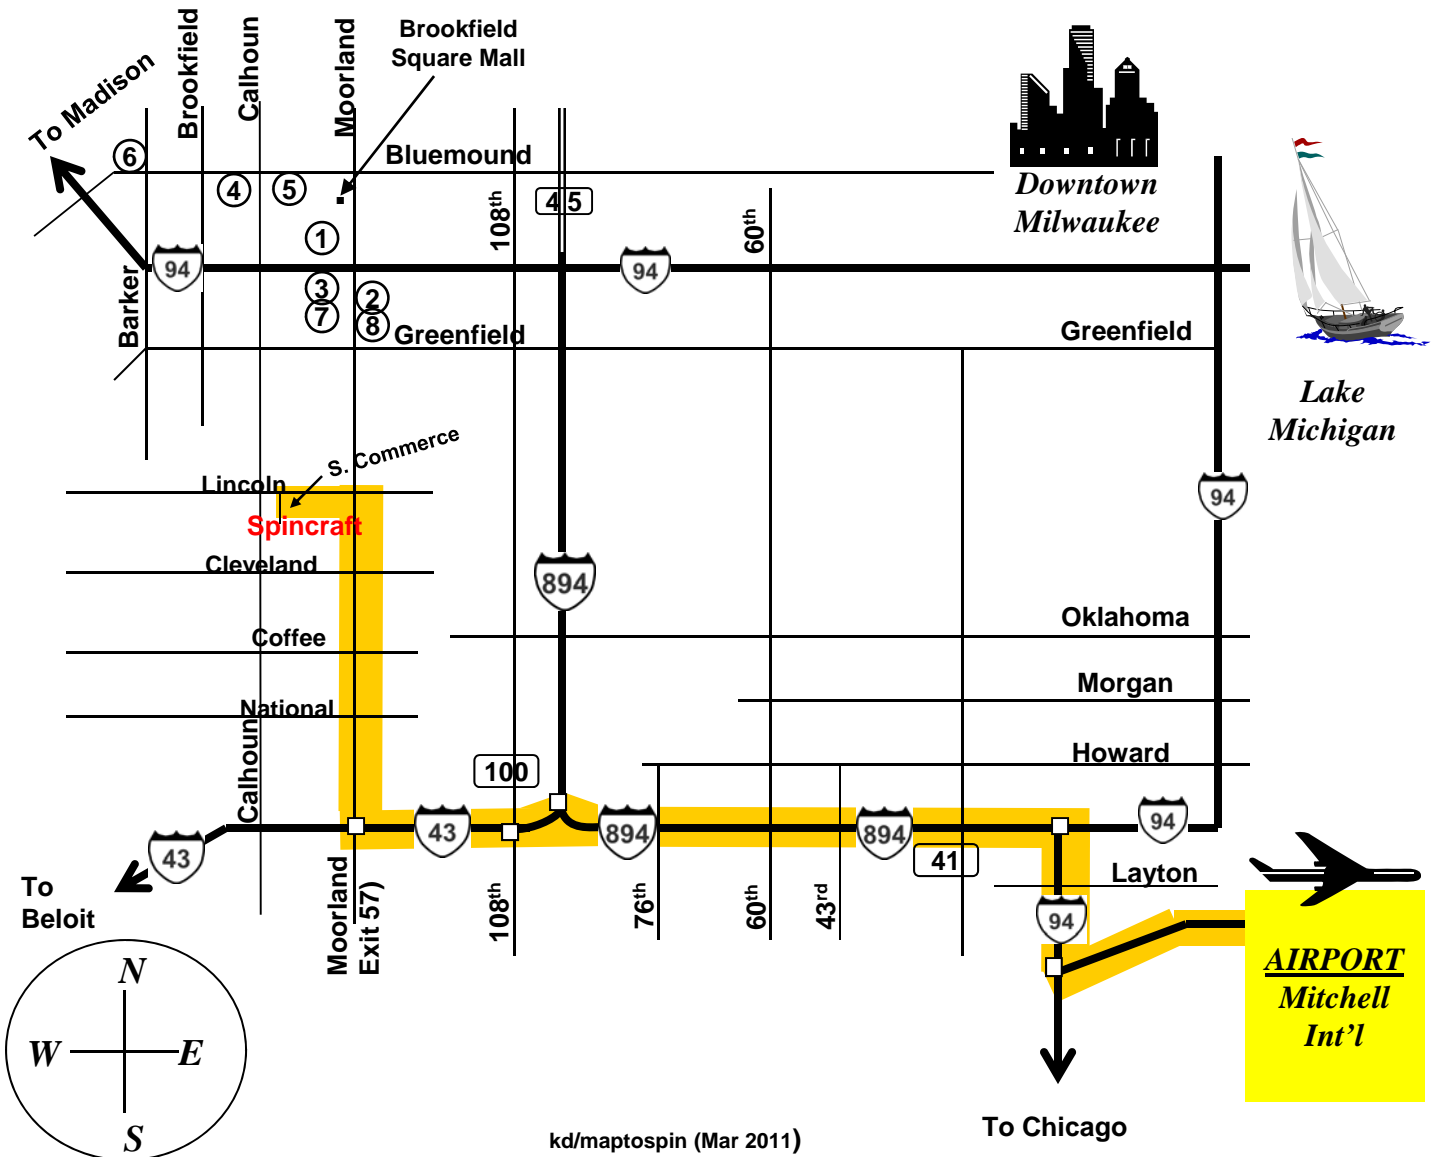 Brookfield
Square Mall
To Madison
Brookfield
Calhoun
Moorland
6
Bluemound
4
5
1
108th
45
60th
Downtown
Milwaukee
94
94
Barker
3
2
7
8
Greenfield
Greenfield
Lake
Michigan
S. Commerce
Lincoln
94
Spincraft
Cleveland
894
Coffee
Oklahoma
National
Morgan
Calhoun
100
Howard
43
894
894
94
43
41
To
Beloit
Moorland
Exit 57)
108th
76th
60th
43rd
Layton
94
AIRPORT
Mitchell
Int’l
N
W
E
S
To Chicago
kd/maptospin (Mar 2011)